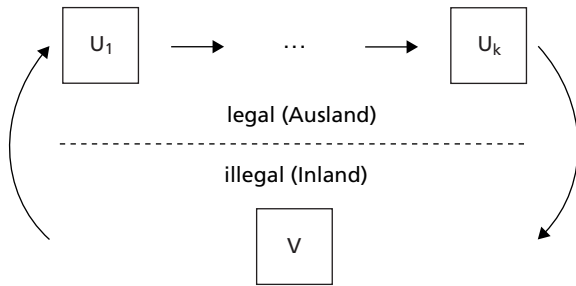 U1 … Uk
legal (Ausland)
illegal (Inland)
V